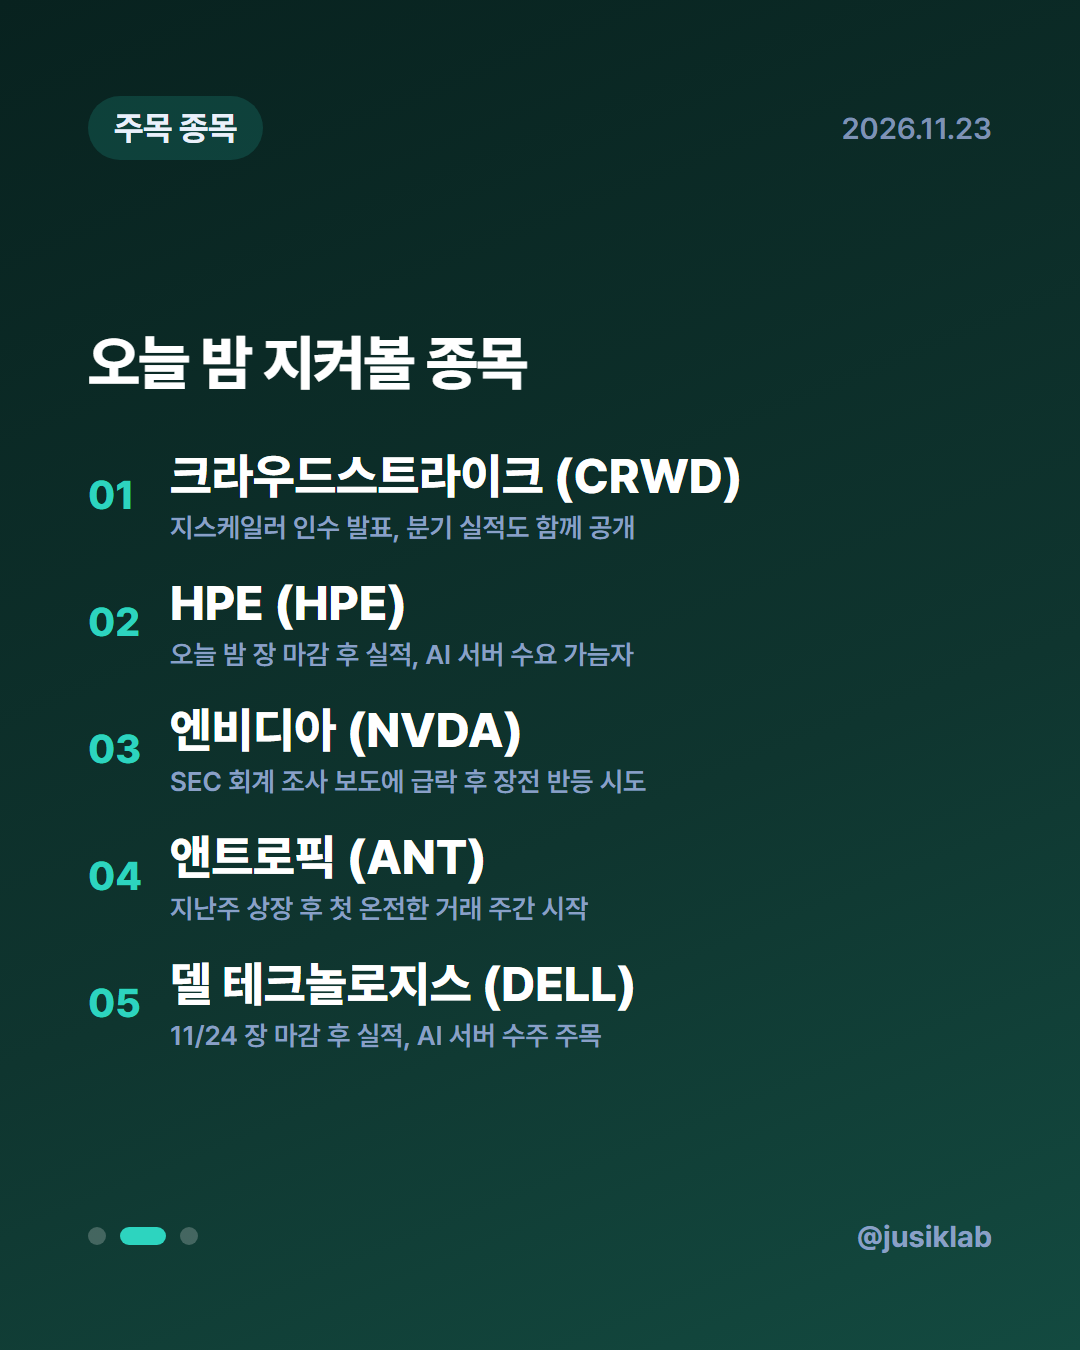 주목 종목
2026.11.23
오늘 밤 지켜볼 종목
01
크라우드스트라이크 (CRWD)
지스케일러 인수 발표, 분기 실적도 함께 공개
02
HPE (HPE)
오늘 밤 장 마감 후 실적, AI 서버 수요 가늠자
03
엔비디아 (NVDA)
SEC 회계 조사 보도에 급락 후 장전 반등 시도
04
앤트로픽 (ANT)
지난주 상장 후 첫 온전한 거래 주간 시작
05
델 테크놀로지스 (DELL)
11/24 장 마감 후 실적, AI 서버 수주 주목
@jusiklab